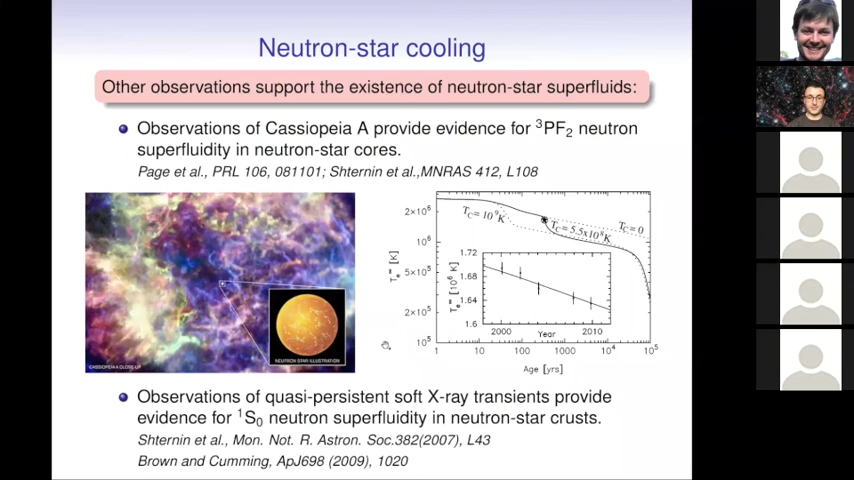 Neutron-star cooling
Other observations support the existence of neutron-star superfluids:
Observations of Cassiopeia A provide evidence for ³PF₂ neutron
superfluidity in neutron-star cores.
Page et al., PRL 106, 081101; Shternin et al.,MNRAS 412, L108
CASSIOPEIA CLOSE-UP
NEUTRON STAR ILLUSTRATION
Tₑ^∞ [K]
2×10⁶
10⁶
5×10⁵
2×10⁵
10⁵
T_C=10⁹K
T_C=5.5x10⁸K
T_C=0
Tₑ^∞ [10⁶ K]
1.72
1.68
1.64
1.6
2000
2010
Year
1
10
100
1000
10⁴
10⁵
Age [yrs]
Observations of quasi-persistent soft X-ray transients provide
evidence for ¹S₀ neutron superfluidity in neutron-star crusts.
Shternin et al., Mon. Not. R. Astron. Soc.382(2007), L43
Brown and Cumming, ApJ698 (2009), 1020